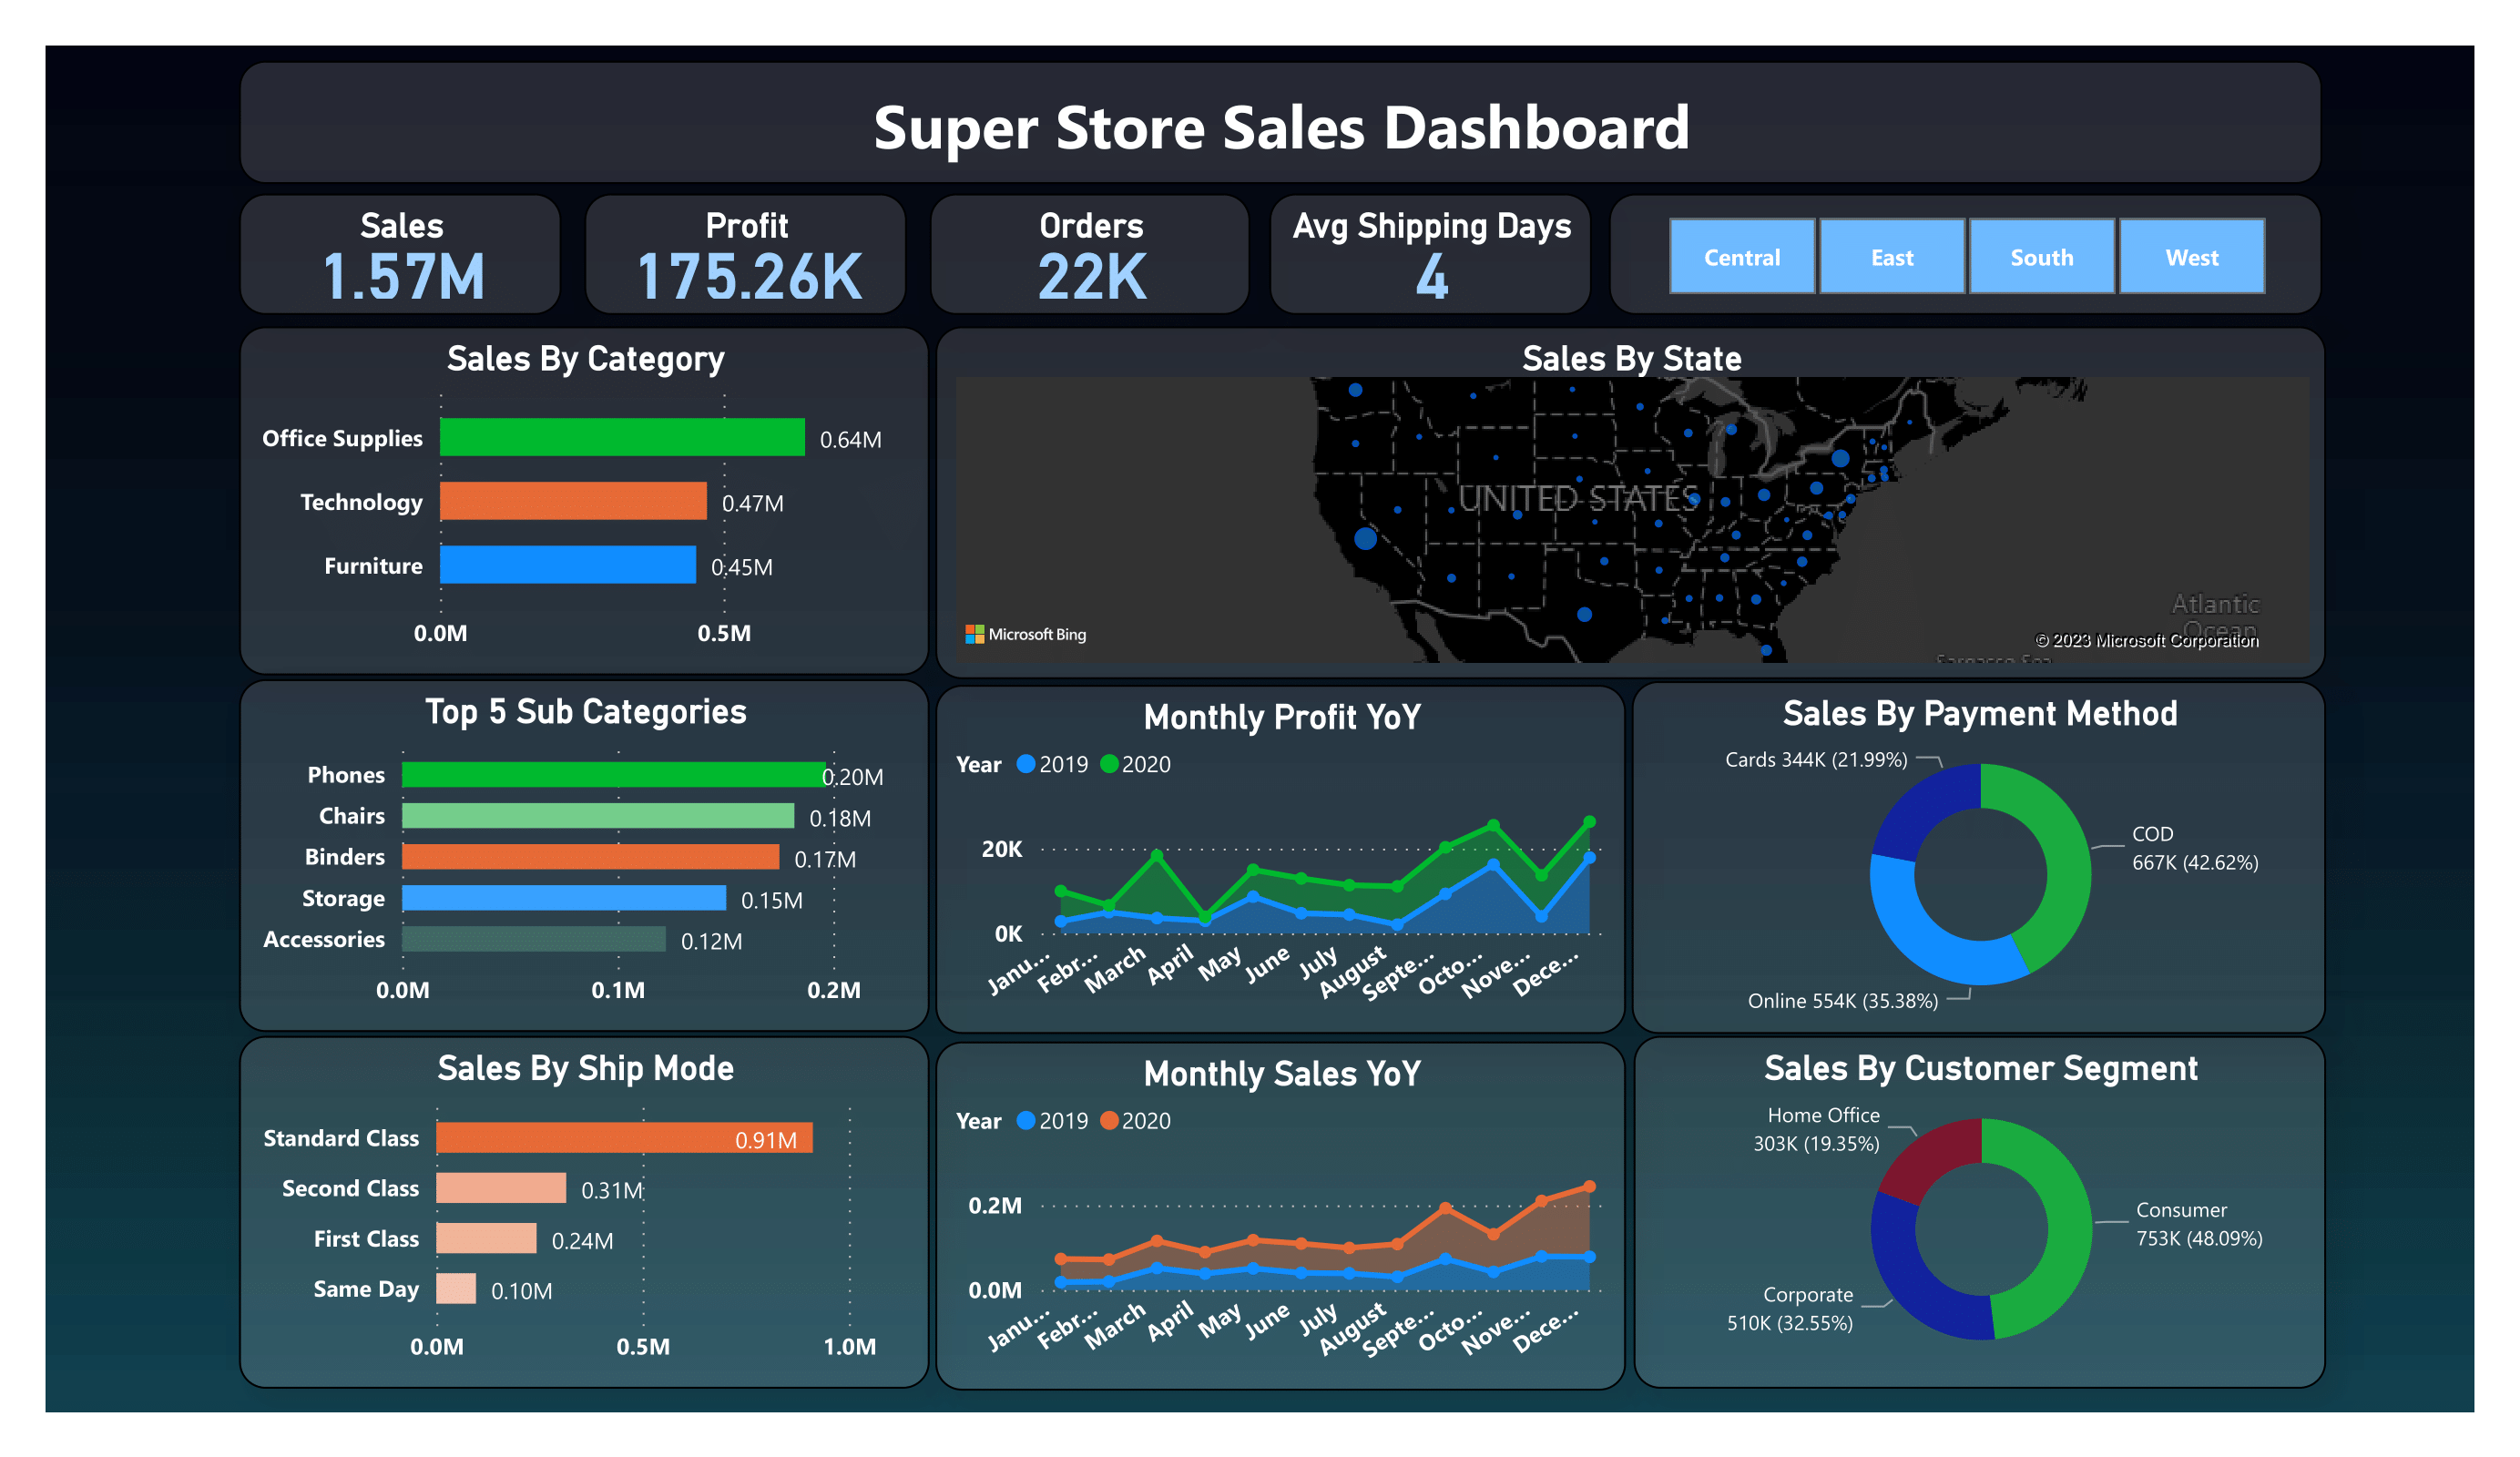 Super Store Sales Dashboard
Sales
1.57M
Profit
175.26K
Orders
22K
Avg Shipping Days
4
Central
East
South
West
Sales By Category
Office Supplies
0.64M
Technology
0.47M
Furniture
0.45M
0.0M
0.5M
Sales By State
UNITED STATES
Atlantic
Ocean
Microsoft Bing
© 2023 Microsoft Corporation
Sargasso Sea
Top 5 Sub Categories
Phones
0.20M
Chairs
0.18M
Binders
0.17M
Storage
0.15M
Accessories
0.12M
0.0M
0.1M
0.2M
Monthly Profit YoY
Year 2019 2020
20K
0K
Janu...
Febr...
March
April
May
June
July
August
Septe...
Octo...
Nove...
Dece...
Sales By Payment Method
Cards 344K (21.99%)
COD
667K (42.62%)
Online 554K (35.38%)
Sales By Ship Mode
Standard Class
0.91M
Second Class
0.31M
First Class
0.24M
Same Day
0.10M
0.0M
0.5M
1.0M
Monthly Sales YoY
Year 2019 2020
0.2M
0.0M
Janu...
Febr...
March
April
May
June
July
August
Septe...
Octo...
Nove...
Dece...
Sales By Customer Segment
Home Office
303K (19.35%)
Consumer
753K (48.09%)
Corporate
510K (32.55%)